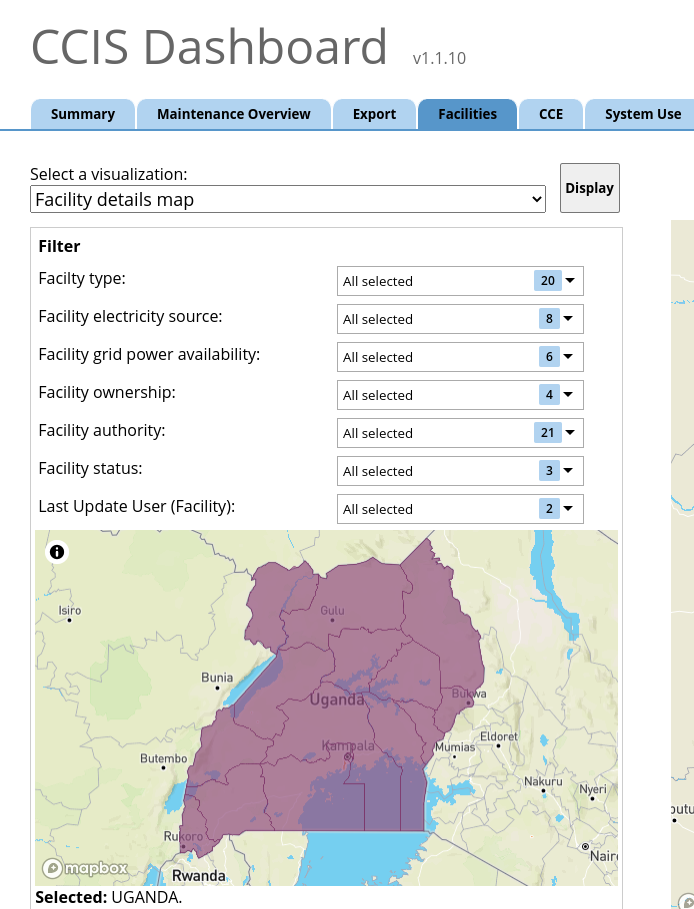 CCIS Dashboard v1.1.10
Summary Maintenance Overview Export Facilities CCE System Use
Select a visualization:
Facility details map
Display
Filter
Facilty type: All selected 20
Facility electricity source: All selected 8
Facility grid power availability: All selected 6
Facility ownership: All selected 4
Facility authority: All selected 21
Facility status: All selected 3
Last Update User (Facility): All selected 2
Isiro
Gulu
Bunia
Uganda
Bukwa
Kampala
Mumias
Eldoret
Butembo
Nakuru
Nyeri
Rukoro
Rwanda
mapbox
Selected: UGANDA.